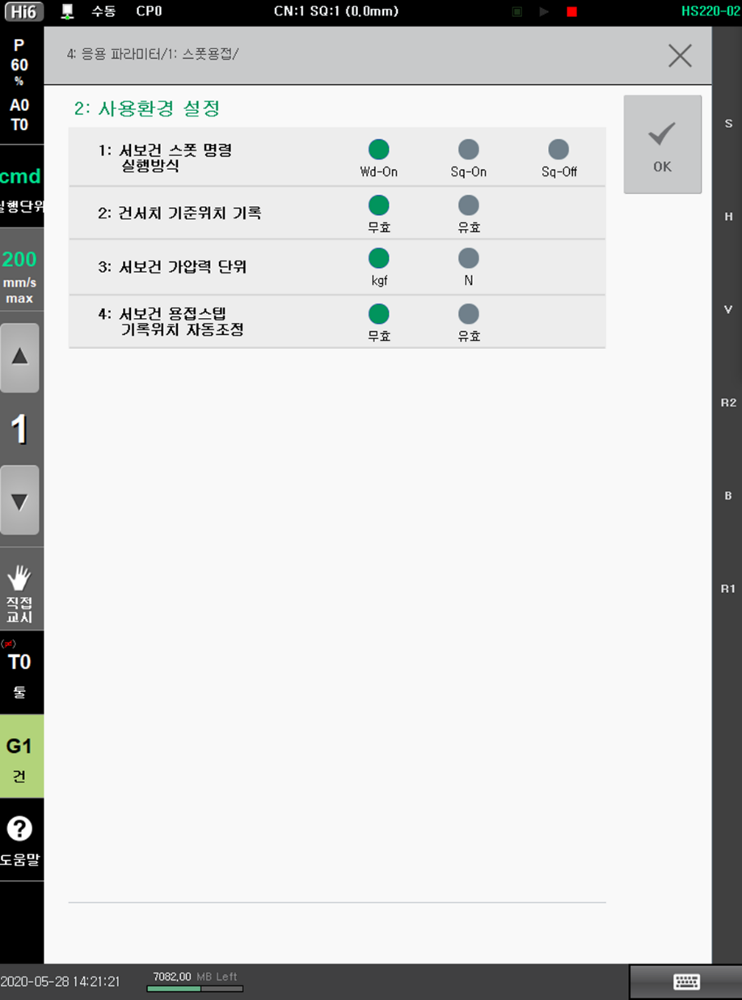 Hi6 수동 CP0 CN:1 SQ:1 (0.0mm) HS220-02
P
60
%
A0
T0
cmd
실행단위
200
mm/s
max
1
직접
교시
(≠)
T0
툴
G1
건
?
도움말
4: 응용 파라미터/1: 스폿용접/
2: 사용환경 설정
1: 서보건 스폿 명령
실행방식
Wd-On Sq-On Sq-Off
2: 건서치 기준위치 기록
무효 유효
3: 서보건 가압력 단위
kgf N
4: 서보건 용접스텝
기록위치 자동조정
무효 유효
OK
S
H
V
R2
B
R1
2020-05-28 14:21:21 7082.00 MB Left